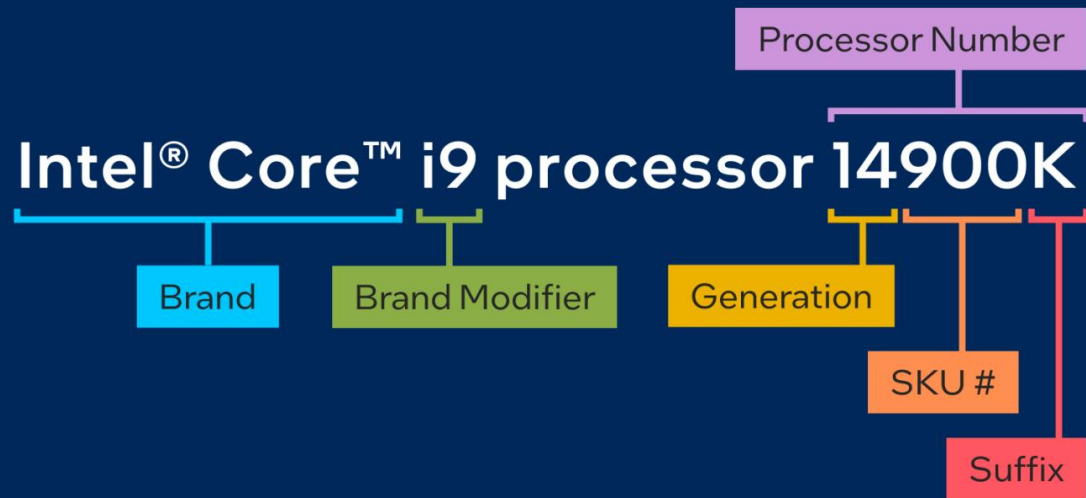 Processor Number
Intel® Core™ i9 processor 14900K
Brand
Brand Modifier
Generation
SKU #
Suffix